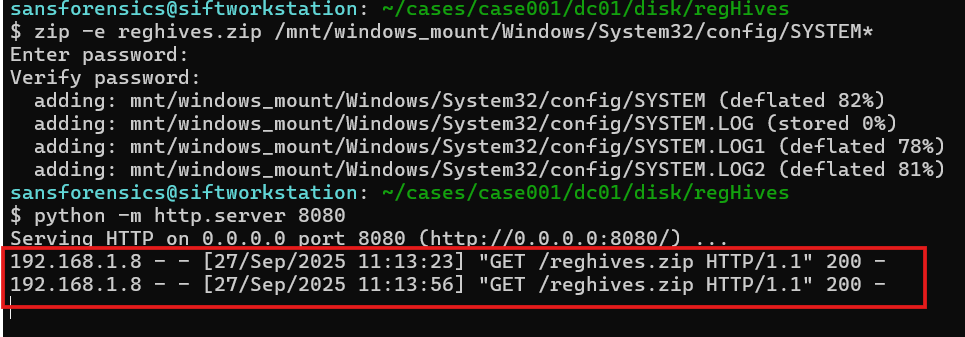 sansforensics@siftworkstation: ~/cases/case001/dc01/disk/regHives
$ zip -e reghives.zip /mnt/windows_mount/Windows/System32/config/SYSTEM*
Enter password:
Verify password:
  adding: mnt/windows_mount/Windows/System32/config/SYSTEM (deflated 82%)
  adding: mnt/windows_mount/Windows/System32/config/SYSTEM.LOG (stored 0%)
  adding: mnt/windows_mount/Windows/System32/config/SYSTEM.LOG1 (deflated 78%)
  adding: mnt/windows_mount/Windows/System32/config/SYSTEM.LOG2 (deflated 81%)
sansforensics@siftworkstation: ~/cases/case001/dc01/disk/regHives
$ python -m http.server 8080
Serving HTTP on 0.0.0.0 port 8080 (http://0.0.0.0:8080/) ...
192.168.1.8 - - [27/Sep/2025 11:13:23] "GET /reghives.zip HTTP/1.1" 200 -
192.168.1.8 - - [27/Sep/2025 11:13:56] "GET /reghives.zip HTTP/1.1" 200 -